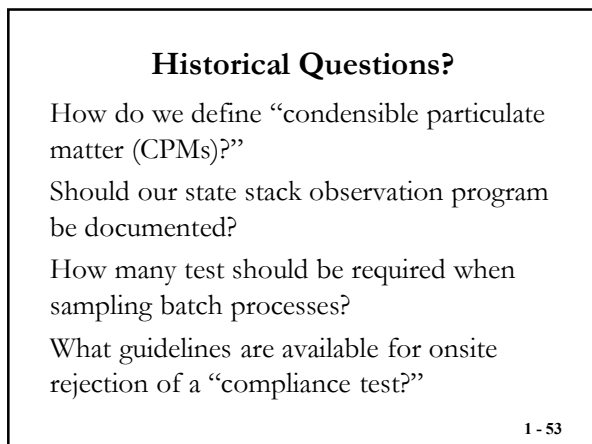 Historical Questions?
How do we define “condensible particulate
matter (CPMs)?”
Should our state stack observation program
be documented?
How many test should be required when
sampling batch processes?
What guidelines are available for onsite
rejection of a “compliance test?”
1 - 53